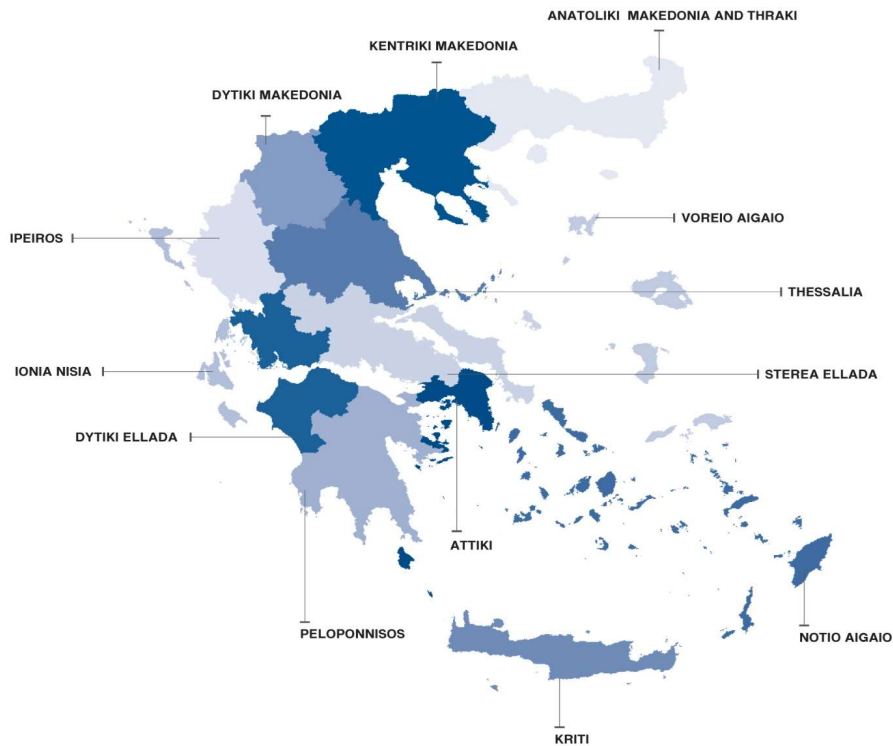 ANATOLIKI MAKEDONIA AND THRAKI
KENTRIKI MAKEDONIA
DYTIKI MAKEDONIA
VOREIO AIGAIO
IPEIROS
THESSALIA
IONIA NISIA
STEREA ELLADA
DYTIKI ELLADA
ATTIKI
PELOPONNISOS
NOTIO AIGAIO
KRITI